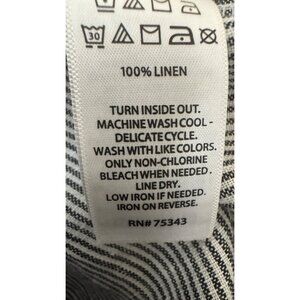 30
100% LINEN
TURN INSIDE OUT.
MACHINE WASH COOL -
DELICATE CYCLE.
WASH WITH LIKE COLORS.
ONLY NON-CHLORINE
BLEACH WHEN NEEDED.
LINE DRY.
LOW IRON IF NEEDED.
IRON ON REVERSE.
RN# 75343